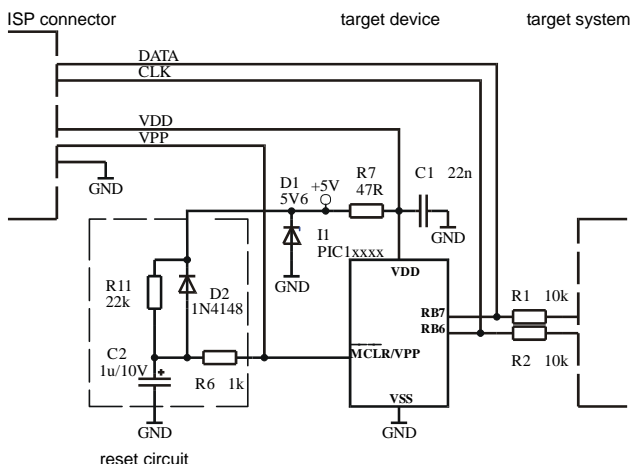 ISP connector
target device
target system
DATA
CLK
VDD
VPP
GND
D1
5V6
+5V
R7
47R
C1 22n
GND
I1
PIC1xxxx
GND
VDD
R11
22k
D2
1N4148
RB7
RB6
R1 10k
R2 10k
C2
1u/10V
+
R6 1k
MCLR/VPP
VSS
GND
GND
reset circuit